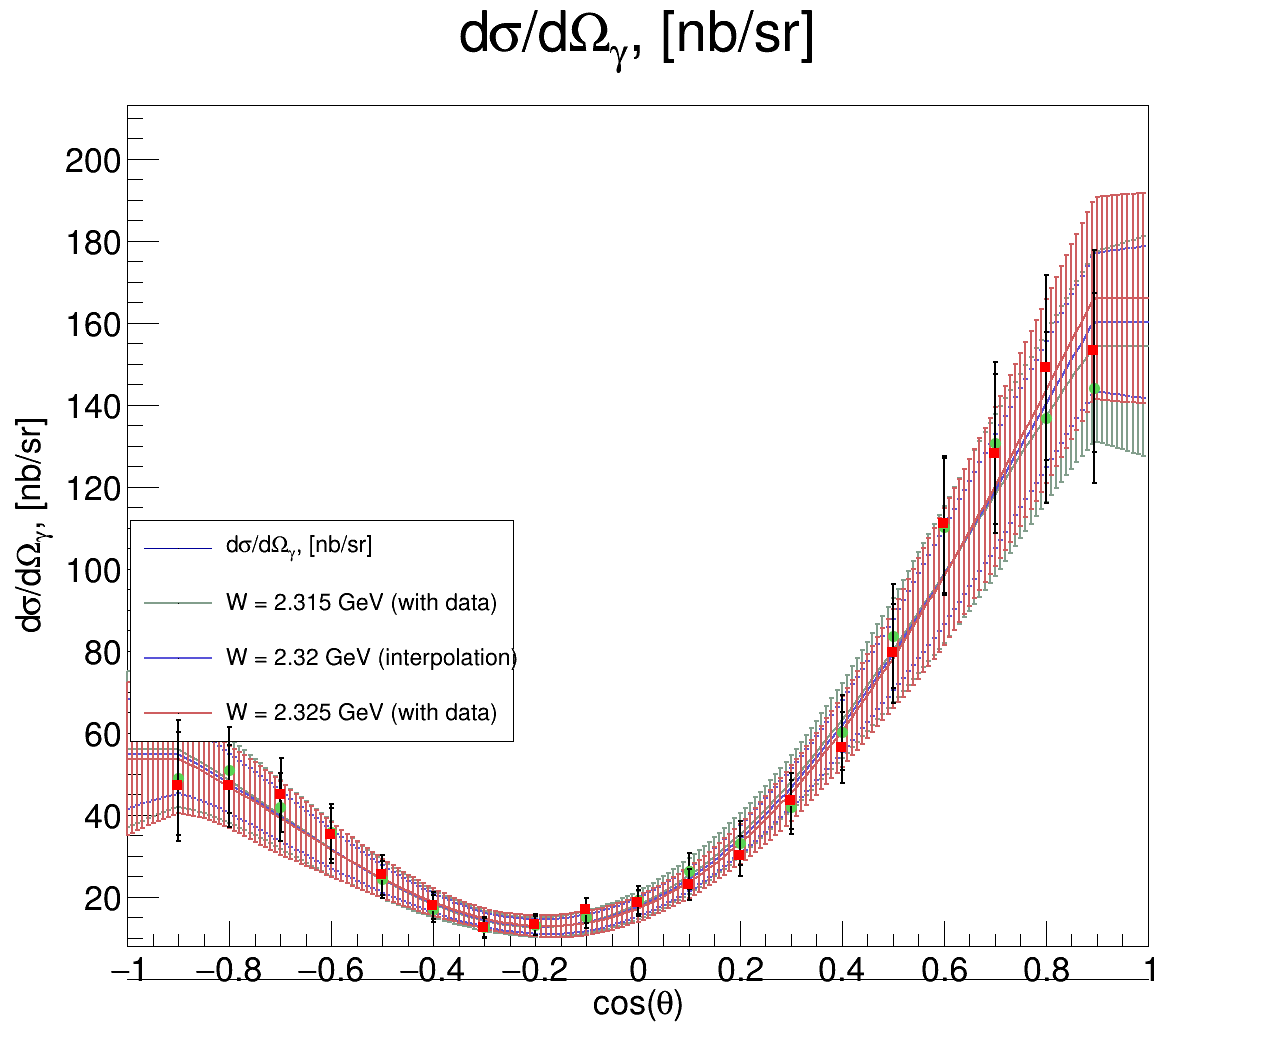 dσ/dΩγ, [nb/sr]
dσ/dΩγ, [nb/sr]
200
180
160
140
120
100
80
60
40
20
dσ/dΩγ, [nb/sr]
W = 2.315 GeV (with data)
W = 2.32 GeV (interpolation)
W = 2.325 GeV (with data)
−1 −0.8 −0.6 −0.4 −0.2 0 0.2 0.4 0.6 0.8 1
cos(θ)